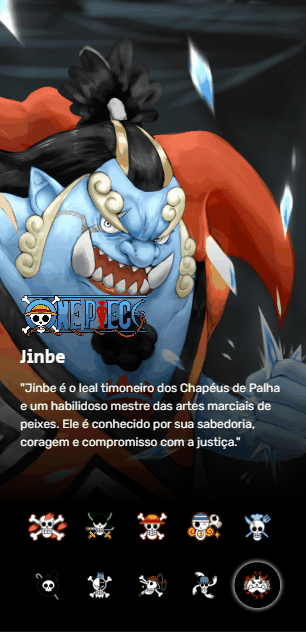 ONE PIECE
Jinbe
"Jinbe é o leal timoneiro dos Chapéus de Palha
e um habilidoso mestre das artes marciais de
peixes. Ele é conhecido por sua sabedoria,
coragem e compromisso com a justiça."